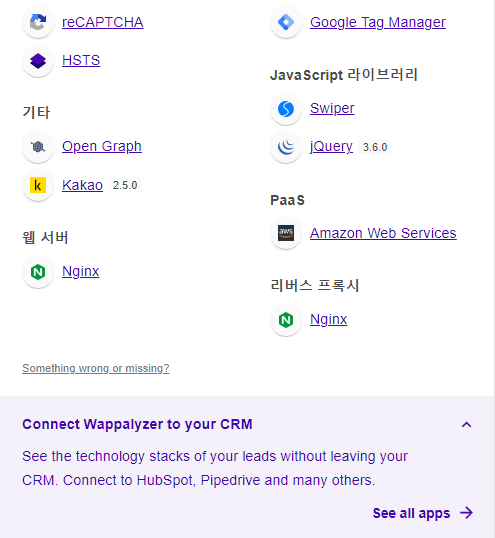 reCAPTCHA
HSTS
기타
Open Graph
k
Kakao 2.5.0
웹 서버
Nginx
Google Tag Manager
JavaScript 라이브러리
Swiper
jQuery 3.6.0
PaaS
aws
Amazon Web Services
리버스 프록시
Nginx
Something wrong or missing?
Connect Wappalyzer to your CRM
See the technology stacks of your leads without leaving your
CRM. Connect to HubSpot, Pipedrive and many others.
See all apps